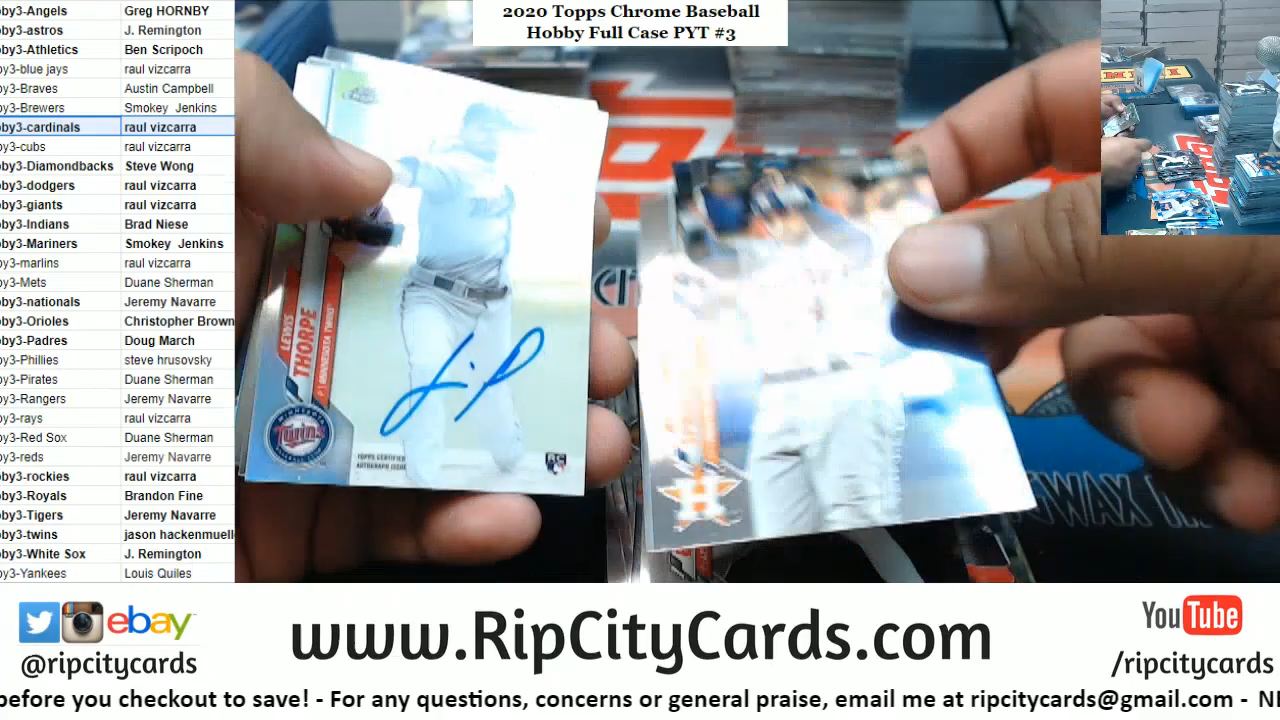 2020 Topps Chrome Baseball
Hobby Full Case PYT #3
by3-Angels Greg HORNBY
by3-astros J. Remington
by3-Athletics Ben Scripoch
by3-blue jays raul vizcarra
by3-Braves Austin Campbell
by3-Brewers Smokey Jenkins
by3-cardinals raul vizcarra
by3-cubs raul vizcarra
by3-Diamondbacks Steve Wong
by3-dodgers raul vizcarra
by3-giants raul vizcarra
by3-Indians Brad Niese
by3-Mariners Smokey Jenkins
by3-marlins raul vizcarra
by3-Mets Duane Sherman
by3-nationals Jeremy Navarre
by3-Orioles Christopher Brown
by3-Padres Doug March
by3-Phillies steve hrusovsky
by3-Pirates Duane Sherman
by3-Rangers Jeremy Navarre
by3-rays raul vizcarra
by3-Red Sox Duane Sherman
by3-reds Jeremy Navarre
by3-rockies raul vizcarra
by3-Royals Brandon Fine
by3-Tigers Jeremy Navarre
by3-twins jason hackenmuell
by3-White Sox J. Remington
by3-Yankees Louis Quiles
LEWIS
THORPE
P | MINNESOTA TWINS
Twins
TOPPS CERTIFIED
AUTOGRAPH ISSUE
RC
GWAX
ebay
@ripcitycards
www.RipCityCards.com
YouTube
/ripcitycards
before you checkout to save! - For any questions, concerns or general praise, email me at ripcitycards@gmail.com -